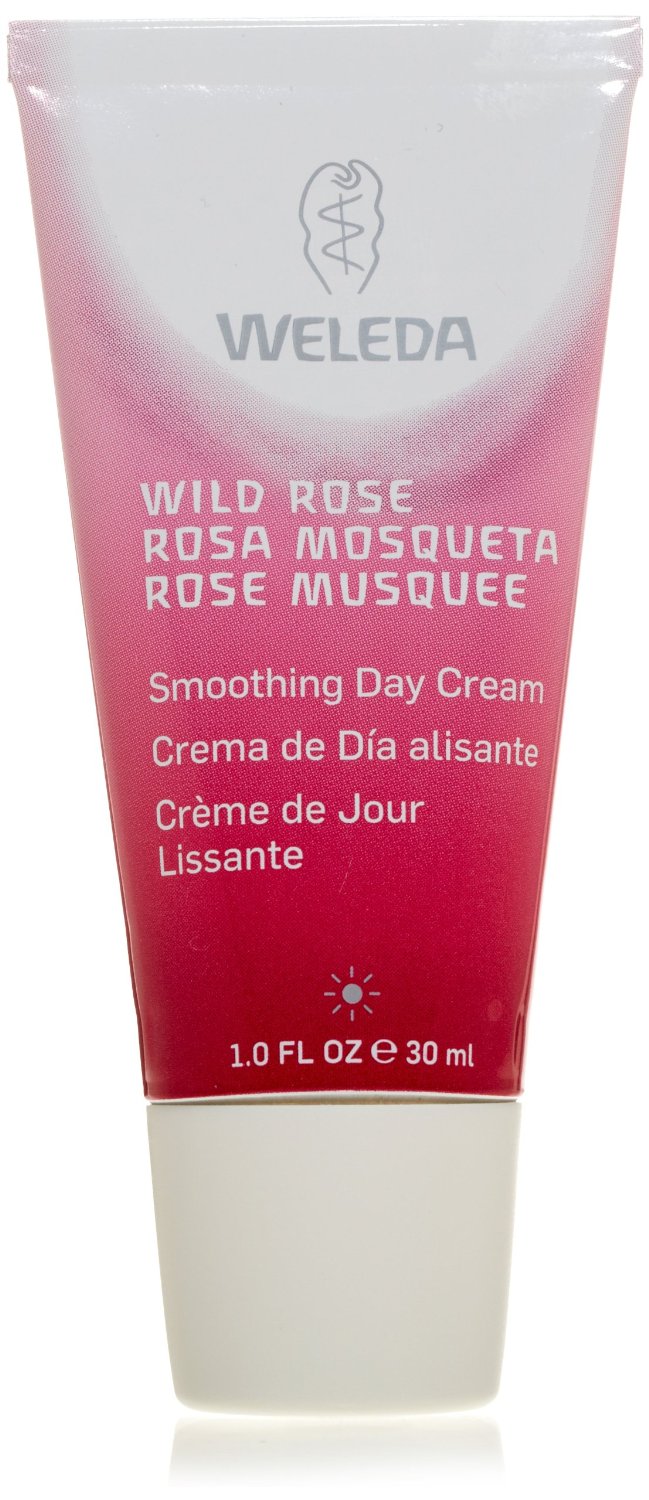 WELEDA
WILD ROSE
ROSA MOSQUETA
ROSE MUSQUEE
Smoothing Day Cream
Crema de Día alisante
Crème de Jour
Lissante
1.0 FL OZ ℮ 30 ml